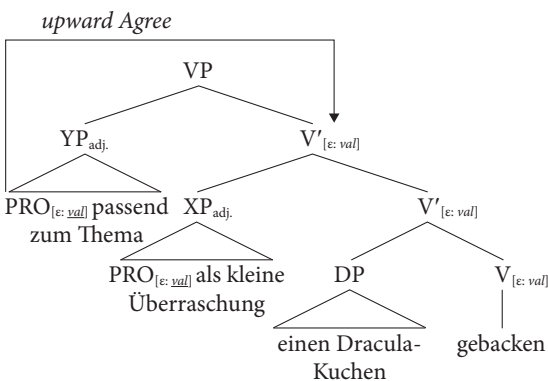 upward Agree
VP
YPadj. V′[ε: val]
PRO[ε: val] passend XPadj. V′[ε: val]
zum Thema
PRO[ε: val] als kleine DP V[ε: val]
Überraschung
einen Dracula- gebacken
Kuchen